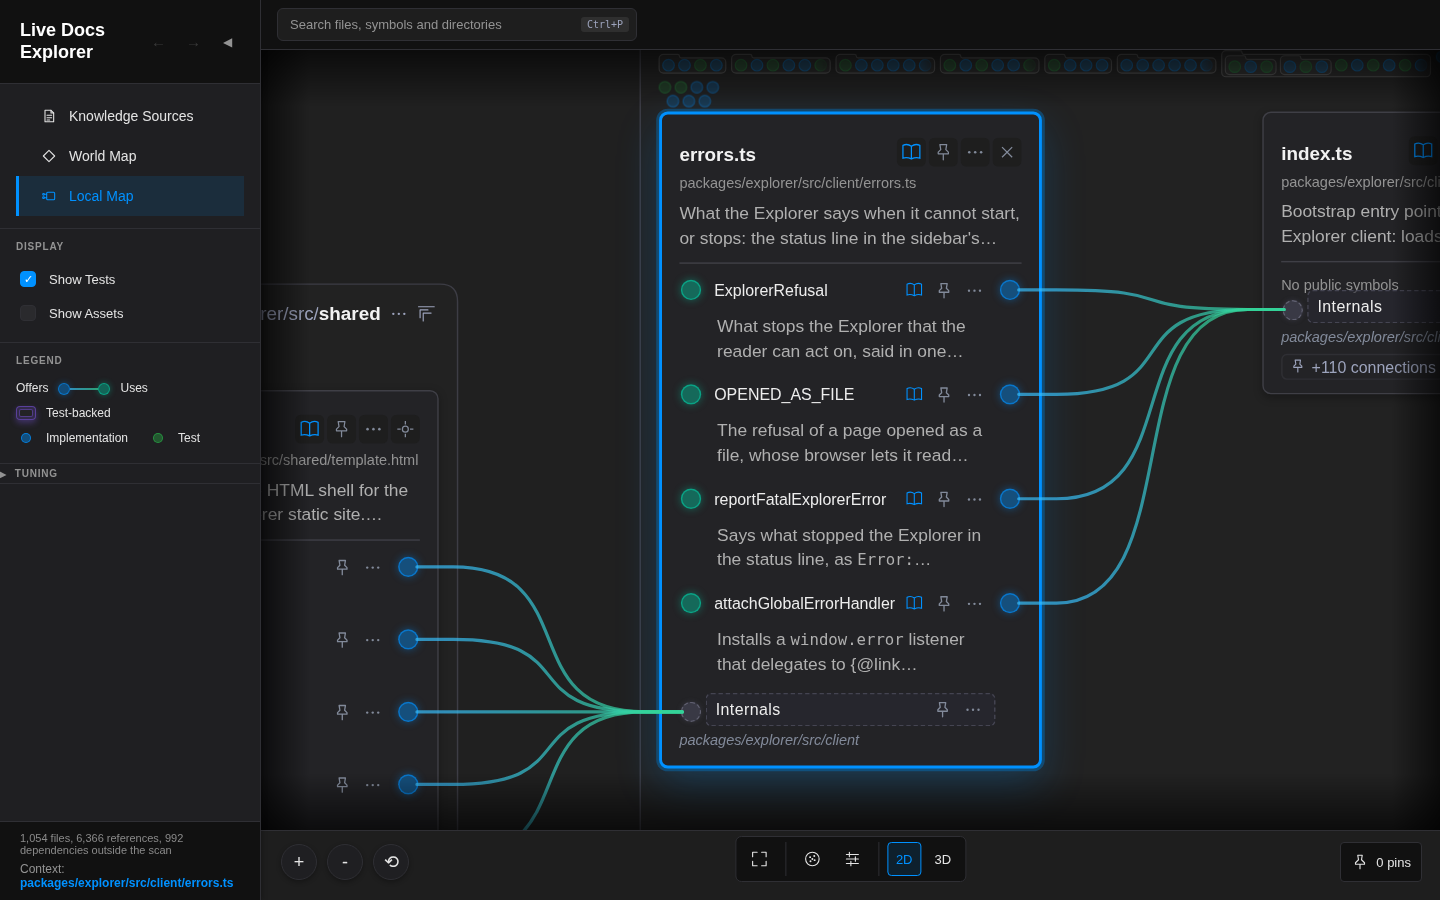 Live Docs
Explorer
Search files, symbols and directories
Ctrl+P
Knowledge Sources
World Map
Local Map
DISPLAY
Show Tests
Show Assets
LEGEND
Offers
Uses
Test-backed
Implementation
Test
TUNING
1,054 files, 6,366 references, 992
dependencies outside the scan
Context:
packages/explorer/src/client/errors.ts
rer/src/shared
src/shared/template.html
HTML shell for the
rer static site.…
errors.ts
packages/explorer/src/client/errors.ts
What the Explorer says when it cannot start,
or stops: the status line in the sidebar's…
ExplorerRefusal
What stops the Explorer that the
reader can act on, said in one…
OPENED_AS_FILE
The refusal of a page opened as a
file, whose browser lets it read…
reportFatalExplorerError
Says what stopped the Explorer in
the status line, as Error:…
attachGlobalErrorHandler
Installs a window.error listener
that delegates to {@link…
Internals
packages/explorer/src/client
index.ts
packages/explorer/src/cli
Bootstrap entry point
Explorer client: loads
No public symbols
Internals
packages/explorer/src/cli
+110 connections
+
-
⟲
2D
3D
0 pins